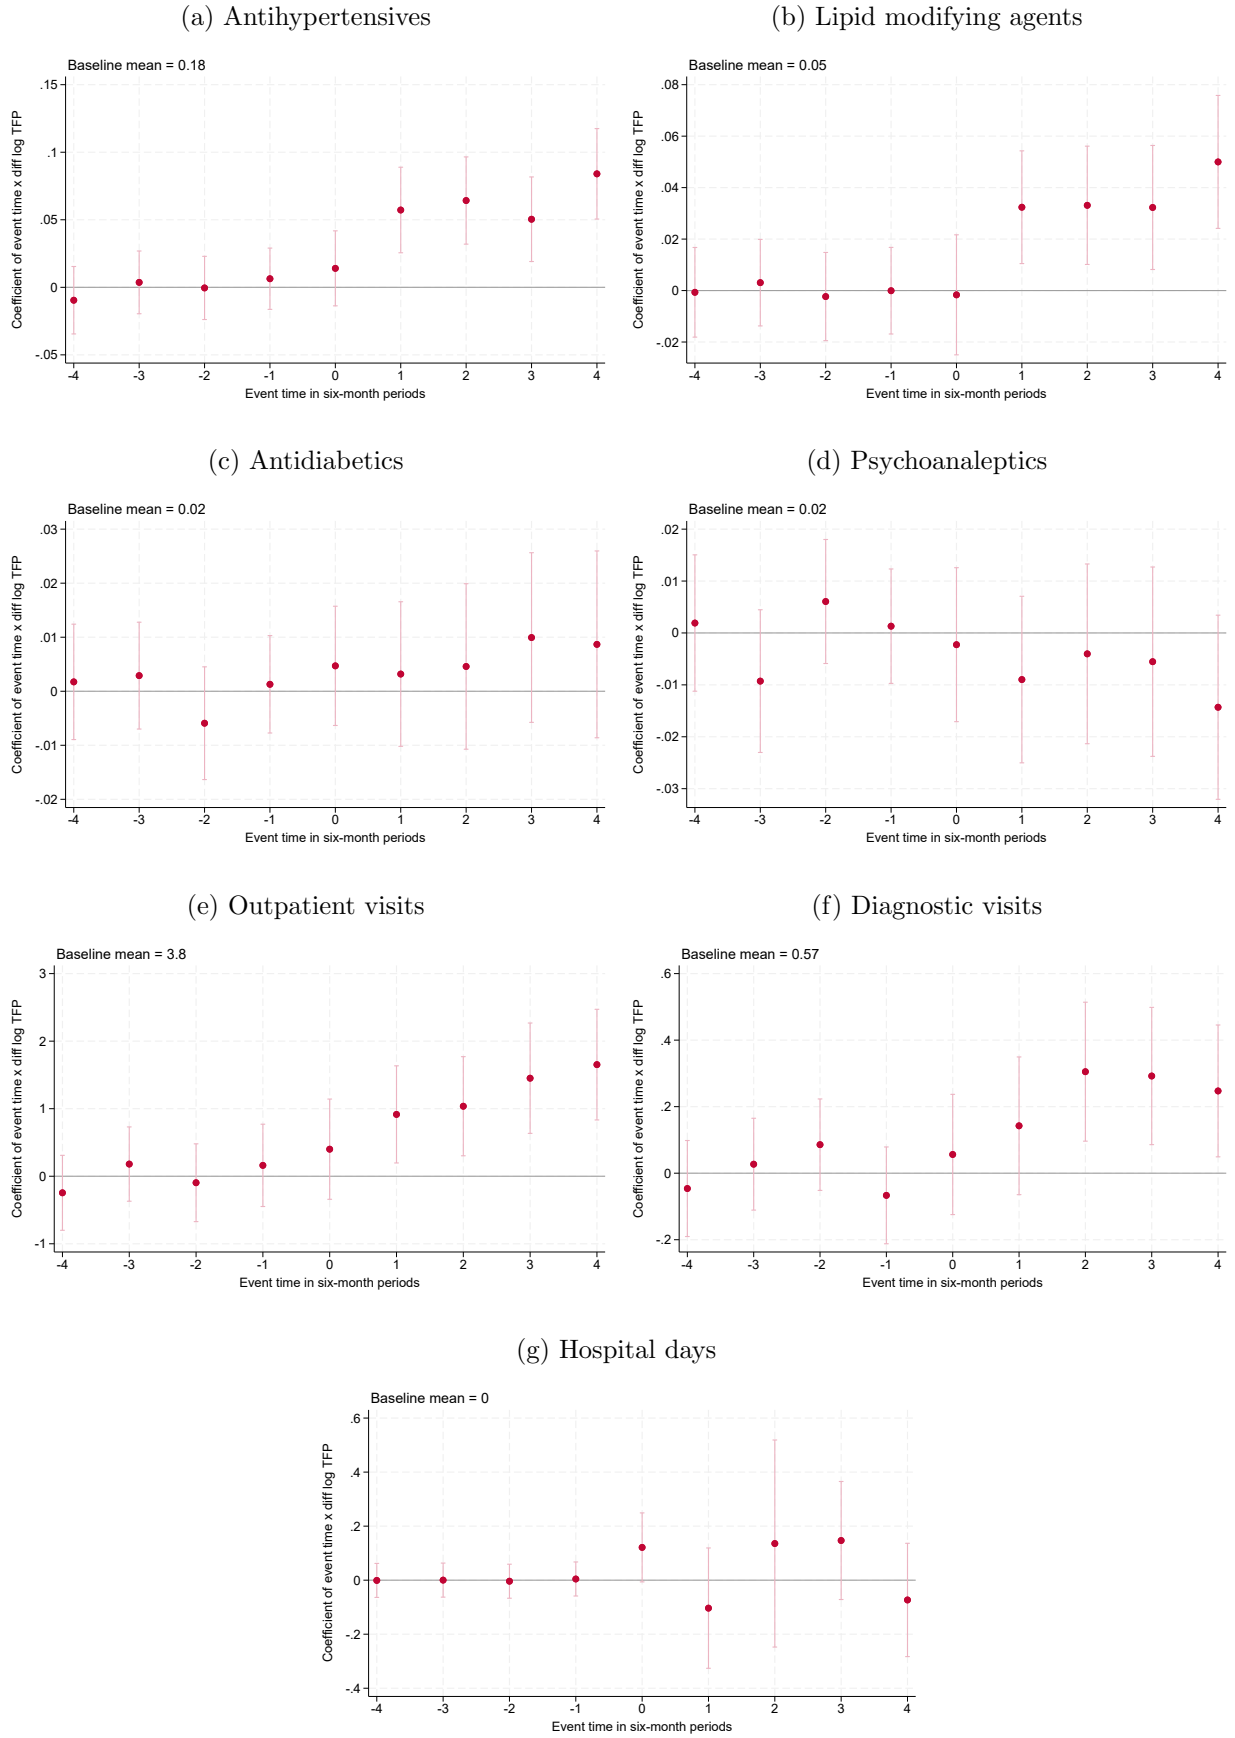 (a) Antihypertensives
Baseline mean = 0.18
Coefficient of event time x diff log TFP
.15
.1
.05
0
-.05
-4 -3 -2 -1 0 1 2 3 4
Event time in six-month periods
(b) Lipid modifying agents
Baseline mean = 0.05
Coefficient of event time x diff log TFP
.08
.06
.04
.02
0
-.02
-4 -3 -2 -1 0 1 2 3 4
Event time in six-month periods
(c) Antidiabetics
Baseline mean = 0.02
Coefficient of event time x diff log TFP
.03
.02
.01
0
-.01
-.02
-4 -3 -2 -1 0 1 2 3 4
Event time in six-month periods
(d) Psychoanaleptics
Baseline mean = 0.02
Coefficient of event time x diff log TFP
.02
.01
0
-.01
-.02
-.03
-4 -3 -2 -1 0 1 2 3 4
Event time in six-month periods
(e) Outpatient visits
Baseline mean = 3.8
Coefficient of event time x diff log TFP
3
2
1
0
-1
-4 -3 -2 -1 0 1 2 3 4
Event time in six-month periods
(f) Diagnostic visits
Baseline mean = 0.57
Coefficient of event time x diff log TFP
.6
.4
.2
0
-.2
-4 -3 -2 -1 0 1 2 3 4
Event time in six-month periods
(g) Hospital days
Baseline mean = 0
Coefficient of event time x diff log TFP
.6
.4
.2
0
-.2
-.4
-4 -3 -2 -1 0 1 2 3 4
Event time in six-month periods